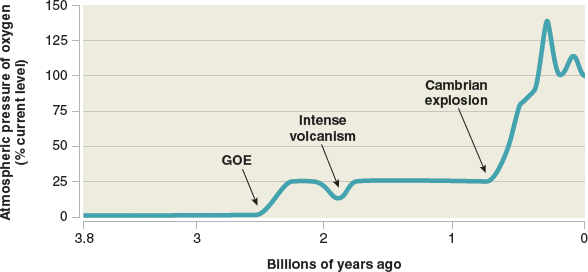 Atmospheric pressure of oxygen
(% current level)
150
125
100
75
50
25
0
GOE
Intense
volcanism
Cambrian
explosion
3.8
3
2
1
0
Billions of years ago